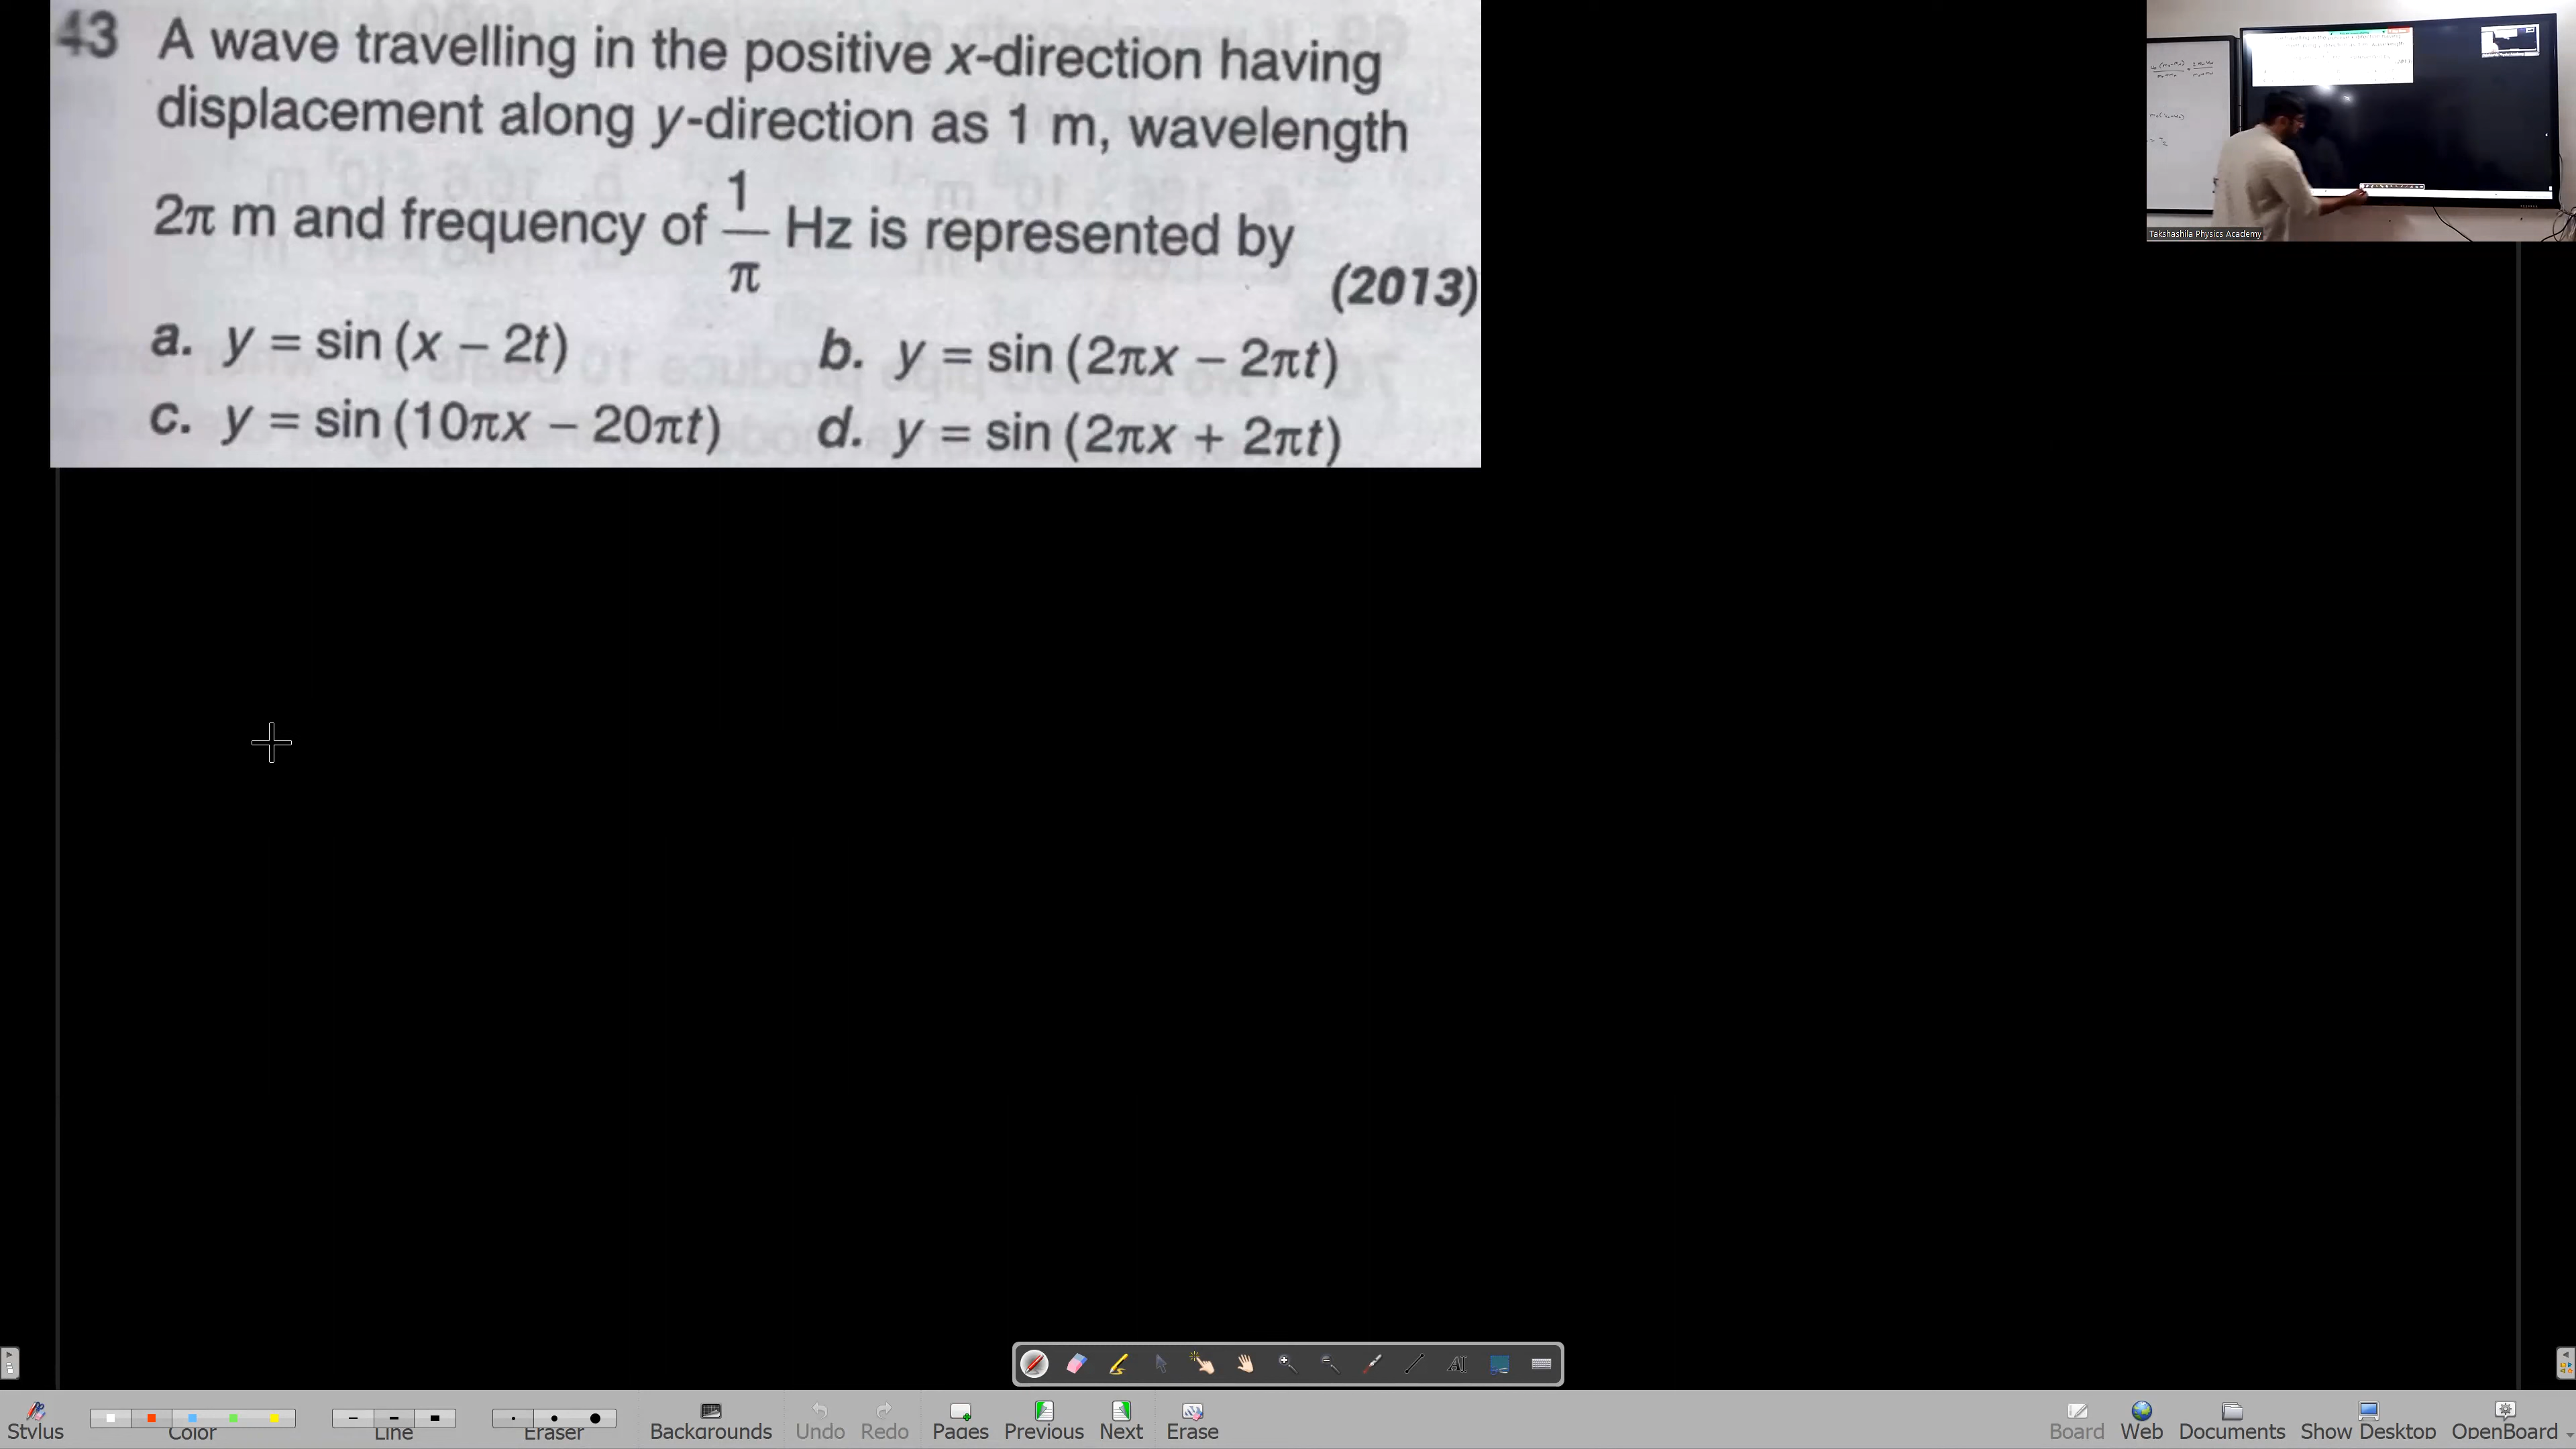 43 A wave travelling in the positive x-direction having
displacement along y-direction as 1 m, wavelength
2π m and frequency of 1/π Hz is represented by
(2013)
a. y = sin (x − 2t) b. y = sin (2πx − 2πt)
c. y = sin (10πx − 20πt) d. y = sin (2πx + 2πt)
Takshashila Physics Academy
Stylus Color Line Eraser Backgrounds Undo Redo Pages Previous Next Erase Board Web Documents Show Desktop OpenBoard